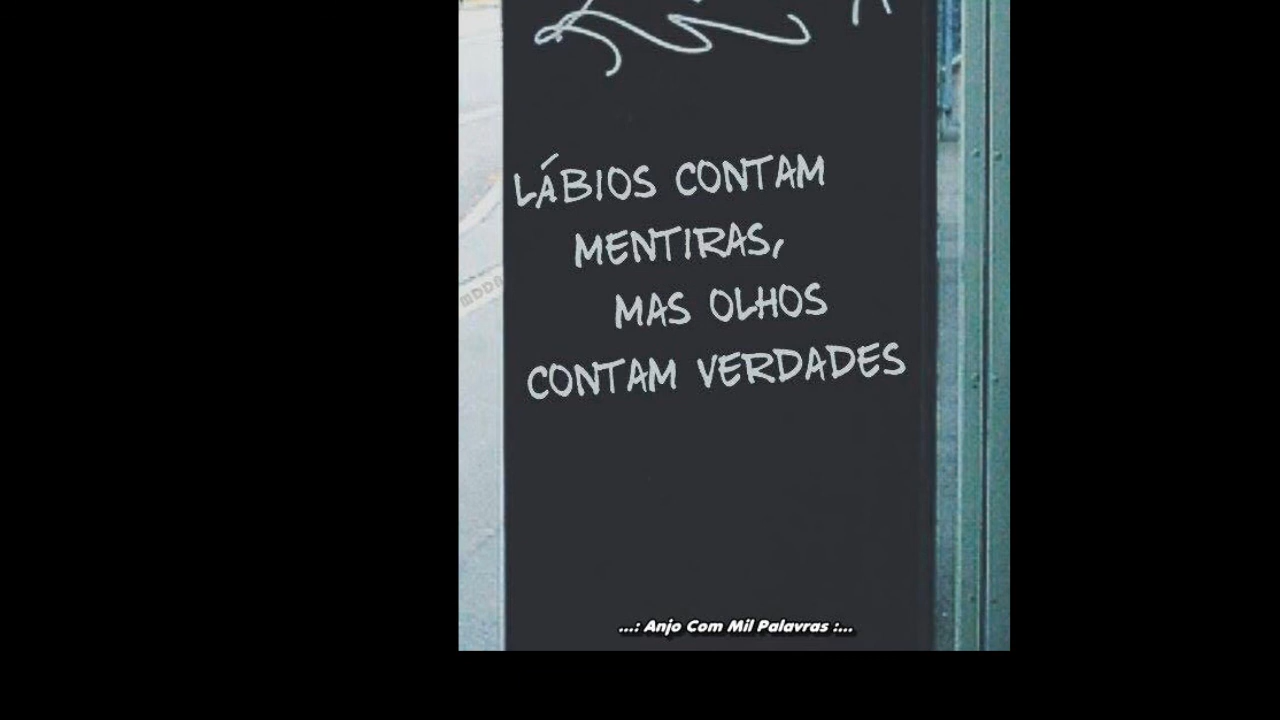 LÁBIOS CONTAM
MENTIRAS,
MAS OLHOS
CONTAM VERDADES
...: Anjo Com Mil Palavras :...